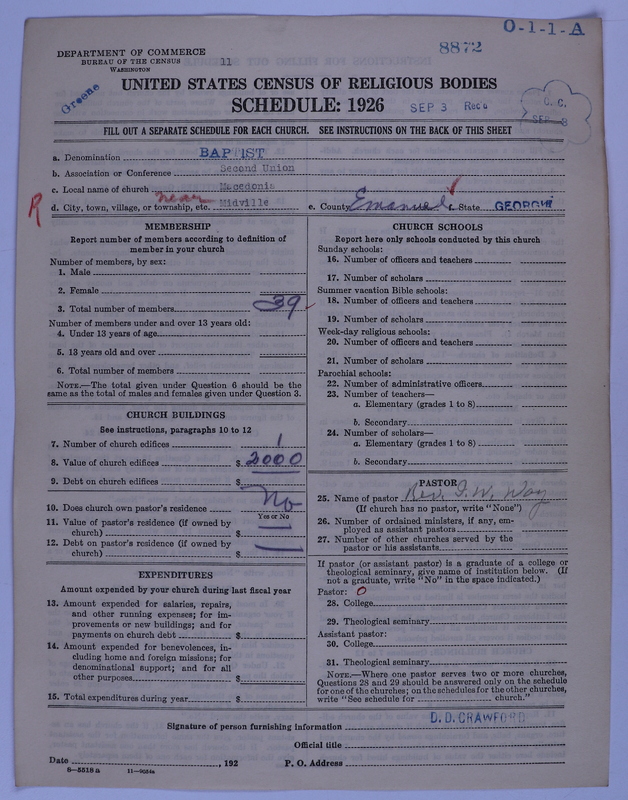 O-1-1-A
8872
DEPARTMENT OF COMMERCE
BUREAU OF THE CENSUS 11
WASHINGTON
Greene
UNITED STATES CENSUS OF RELIGIOUS BODIES
SCHEDULE: 1926 SEP 3 Rec'd
C. C.
SEP 8
FILL OUT A SEPARATE SCHEDULE FOR EACH CHURCH. SEE INSTRUCTIONS ON THE BACK OF THIS SHEET
a. Denomination BAPTIST
b. Association or Conference Second Union
c. Local name of church Macedonia
R near
d. City, town, village, or township, etc. Midville e. County Emanuel f. State GEORGIA
MEMBERSHIP
Report number of members according to definition of
member in your church
Number of members, by sex:
1. Male
2. Female
3. Total number of members 39
Number of members under and over 13 years old:
4. Under 13 years of age
5. 13 years old and over
6. Total number of members
NOTE.—The total given under Question 6 should be the
same as the total of males and females given under Question 3.
CHURCH BUILDINGS
See instructions, paragraphs 10 to 12
7. Number of church edifices 1
8. Value of church edifices $ 2000
9. Debt on church edifices $
10. Does church own pastor's residence No
Yes or No
11. Value of pastor's residence (if owned by
church) $
12. Debt on pastor's residence (if owned by
church) $
EXPENDITURES
Amount expended by your church during last fiscal year
13. Amount expended for salaries, repairs,
and other running expenses; for im-
provements or new buildings; and for
payments on church debt $
14. Amount expended for benevolences, in-
cluding home and foreign missions; for
denominational support; and for all
other purposes $
15. Total expenditures during year $
CHURCH SCHOOLS
Report here only schools conducted by this church
Sunday schools:
16. Number of officers and teachers
17. Number of scholars
Summer vacation Bible schools:
18. Number of officers and teachers
19. Number of scholars
Week-day religious schools:
20. Number of officers and teachers
21. Number of scholars
Parochial schools:
22. Number of administrative officers
23. Number of teachers—
a. Elementary (grades 1 to 8)
b. Secondary
24. Number of scholars—
a. Elementary (grades 1 to 8)
b. Secondary
PASTOR
25. Name of pastor Rev. F. W. Way
(If church has no pastor, write "None")
26. Number of ordained ministers, if any, em-
ployed as assistant pastors
27. Number of other churches served by the
pastor or his assistants
If pastor (or assistant pastor) is a graduate of a college or
theological seminary, give name of institution below. (If
not a graduate, write "No" in the space indicated.)
Pastor: O
28. College
29. Theological seminary
Assistant pastor:
30. College
31. Theological seminary
NOTE.—Where one pastor serves two or more churches,
Questions 28 and 29 should be answered only on the schedule
for one of the churches; on the schedules for the other churches,
write "See schedule for church."
Signature of person furnishing information D. D. CRAWFORD
Official title
Date , 192 P. O. Address
8—5518 a 11—9054a